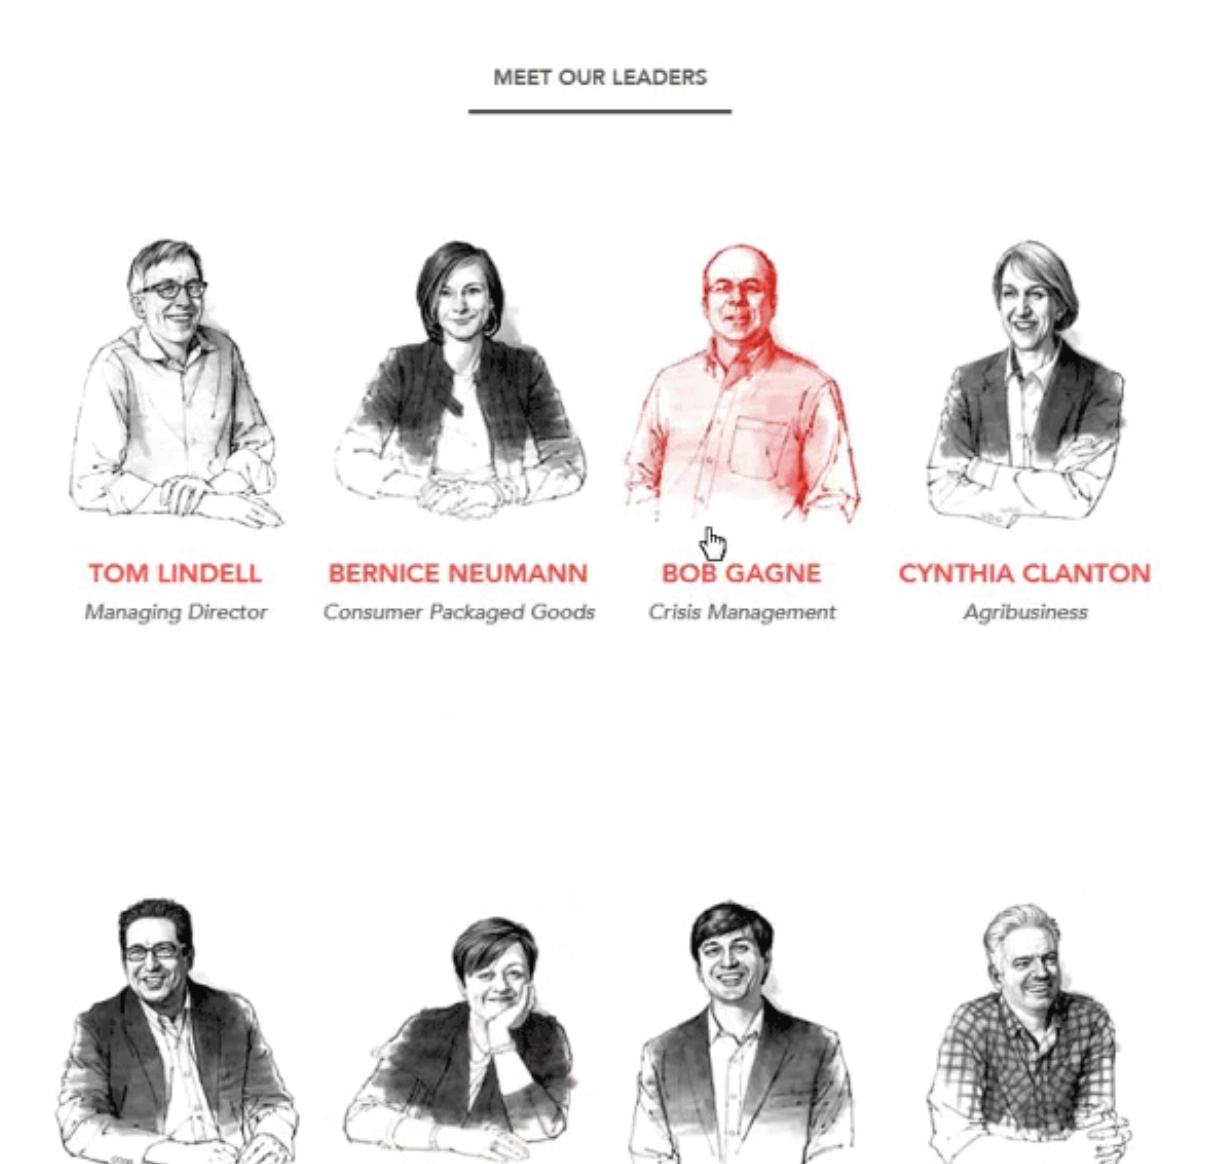 MEET OUR LEADERS
TOM LINDELL
BERNICE NEUMANN
BOB GAGNE
CYNTHIA CLANTON
Managing Director
Consumer Packaged Goods
Crisis Management
Agribusiness